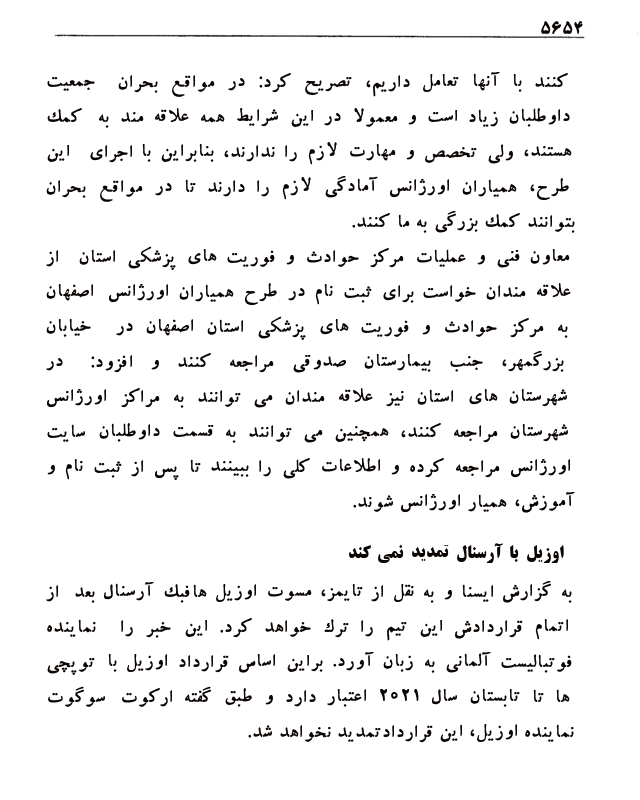 ۵۶۵۴
کنند با آنها تعامل داریم، تصریح کرد: در مواقع بحران جمعیت
داوطلبان زیاد است و معمولا در این شرایط همه علاقه مند به کمك
هستند، ولی تخصص و مهارت لازم را ندارند، بنابراین با اجرای این
طرح، همیاران اورژانس آمادگی لازم را دارند تا در مواقع بحران
بتوانند کمك بزرگی به ما کنند.
معاون فنی و عملیات مرکز حوادث و فوریت های پزشکی استان از
علاقه مندان خواست برای ثبت نام در طرح همیاران اورژانس اصفهان
به مرکز حوادث و فوریت های پزشکی استان اصفهان در خیابان
بزرگمهر، جنب بیمارستان صدوقی مراجعه کنند و افزود: در
شهرستان های استان نیز علاقه مندان می توانند به مراکز اورژانس
شهرستان مراجعه کنند، همچنین می توانند به قسمت داوطلبان سایت
اورژانس مراجعه کرده و اطلاعات کلی را ببینند تا پس از ثبت نام و
آموزش، همیار اورژانس شوند.
اوزیل با آرسنال تمدید نمی کند
به گزارش ایسنا و به نقل از تایمز، مسوت اوزیل هافبك آرسنال بعد از
اتمام قراردادش این تیم را ترك خواهد کرد. این خبر را نماینده
فوتبالیست آلمانی به زبان آورد. براین اساس قرارداد اوزیل با توپچی
ها تا تابستان سال ۲۰۲۱ اعتبار دارد و طبق گفته ارکوت سوگوت
نماینده اوزیل، این قراردادتمدید نخواهد شد.